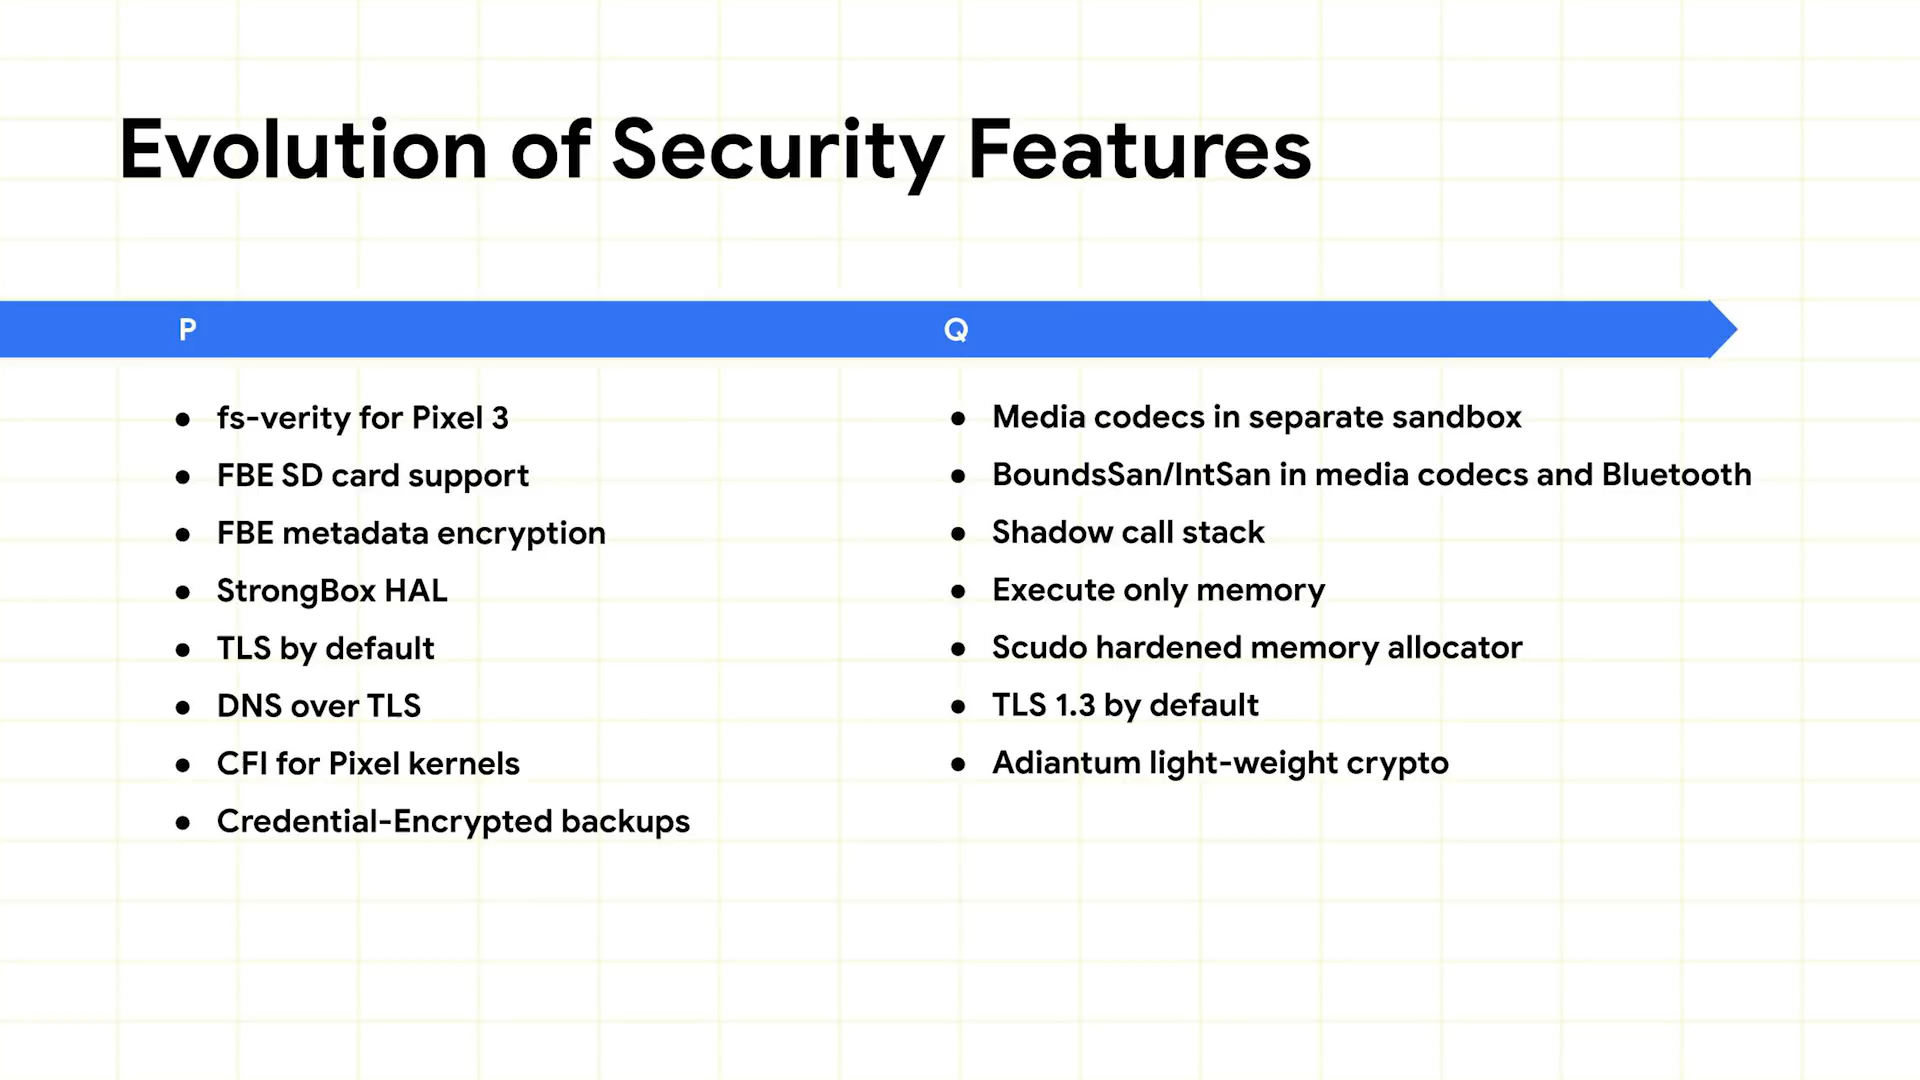 Evolution of Security Features
P
Q
● fs-verity for Pixel 3
● FBE SD card support
● FBE metadata encryption
● StrongBox HAL
● TLS by default
● DNS over TLS
● CFI for Pixel kernels
● Credential-Encrypted backups
● Media codecs in separate sandbox
● BoundsSan/IntSan in media codecs and Bluetooth
● Shadow call stack
● Execute only memory
● Scudo hardened memory allocator
● TLS 1.3 by default
● Adiantum light-weight crypto